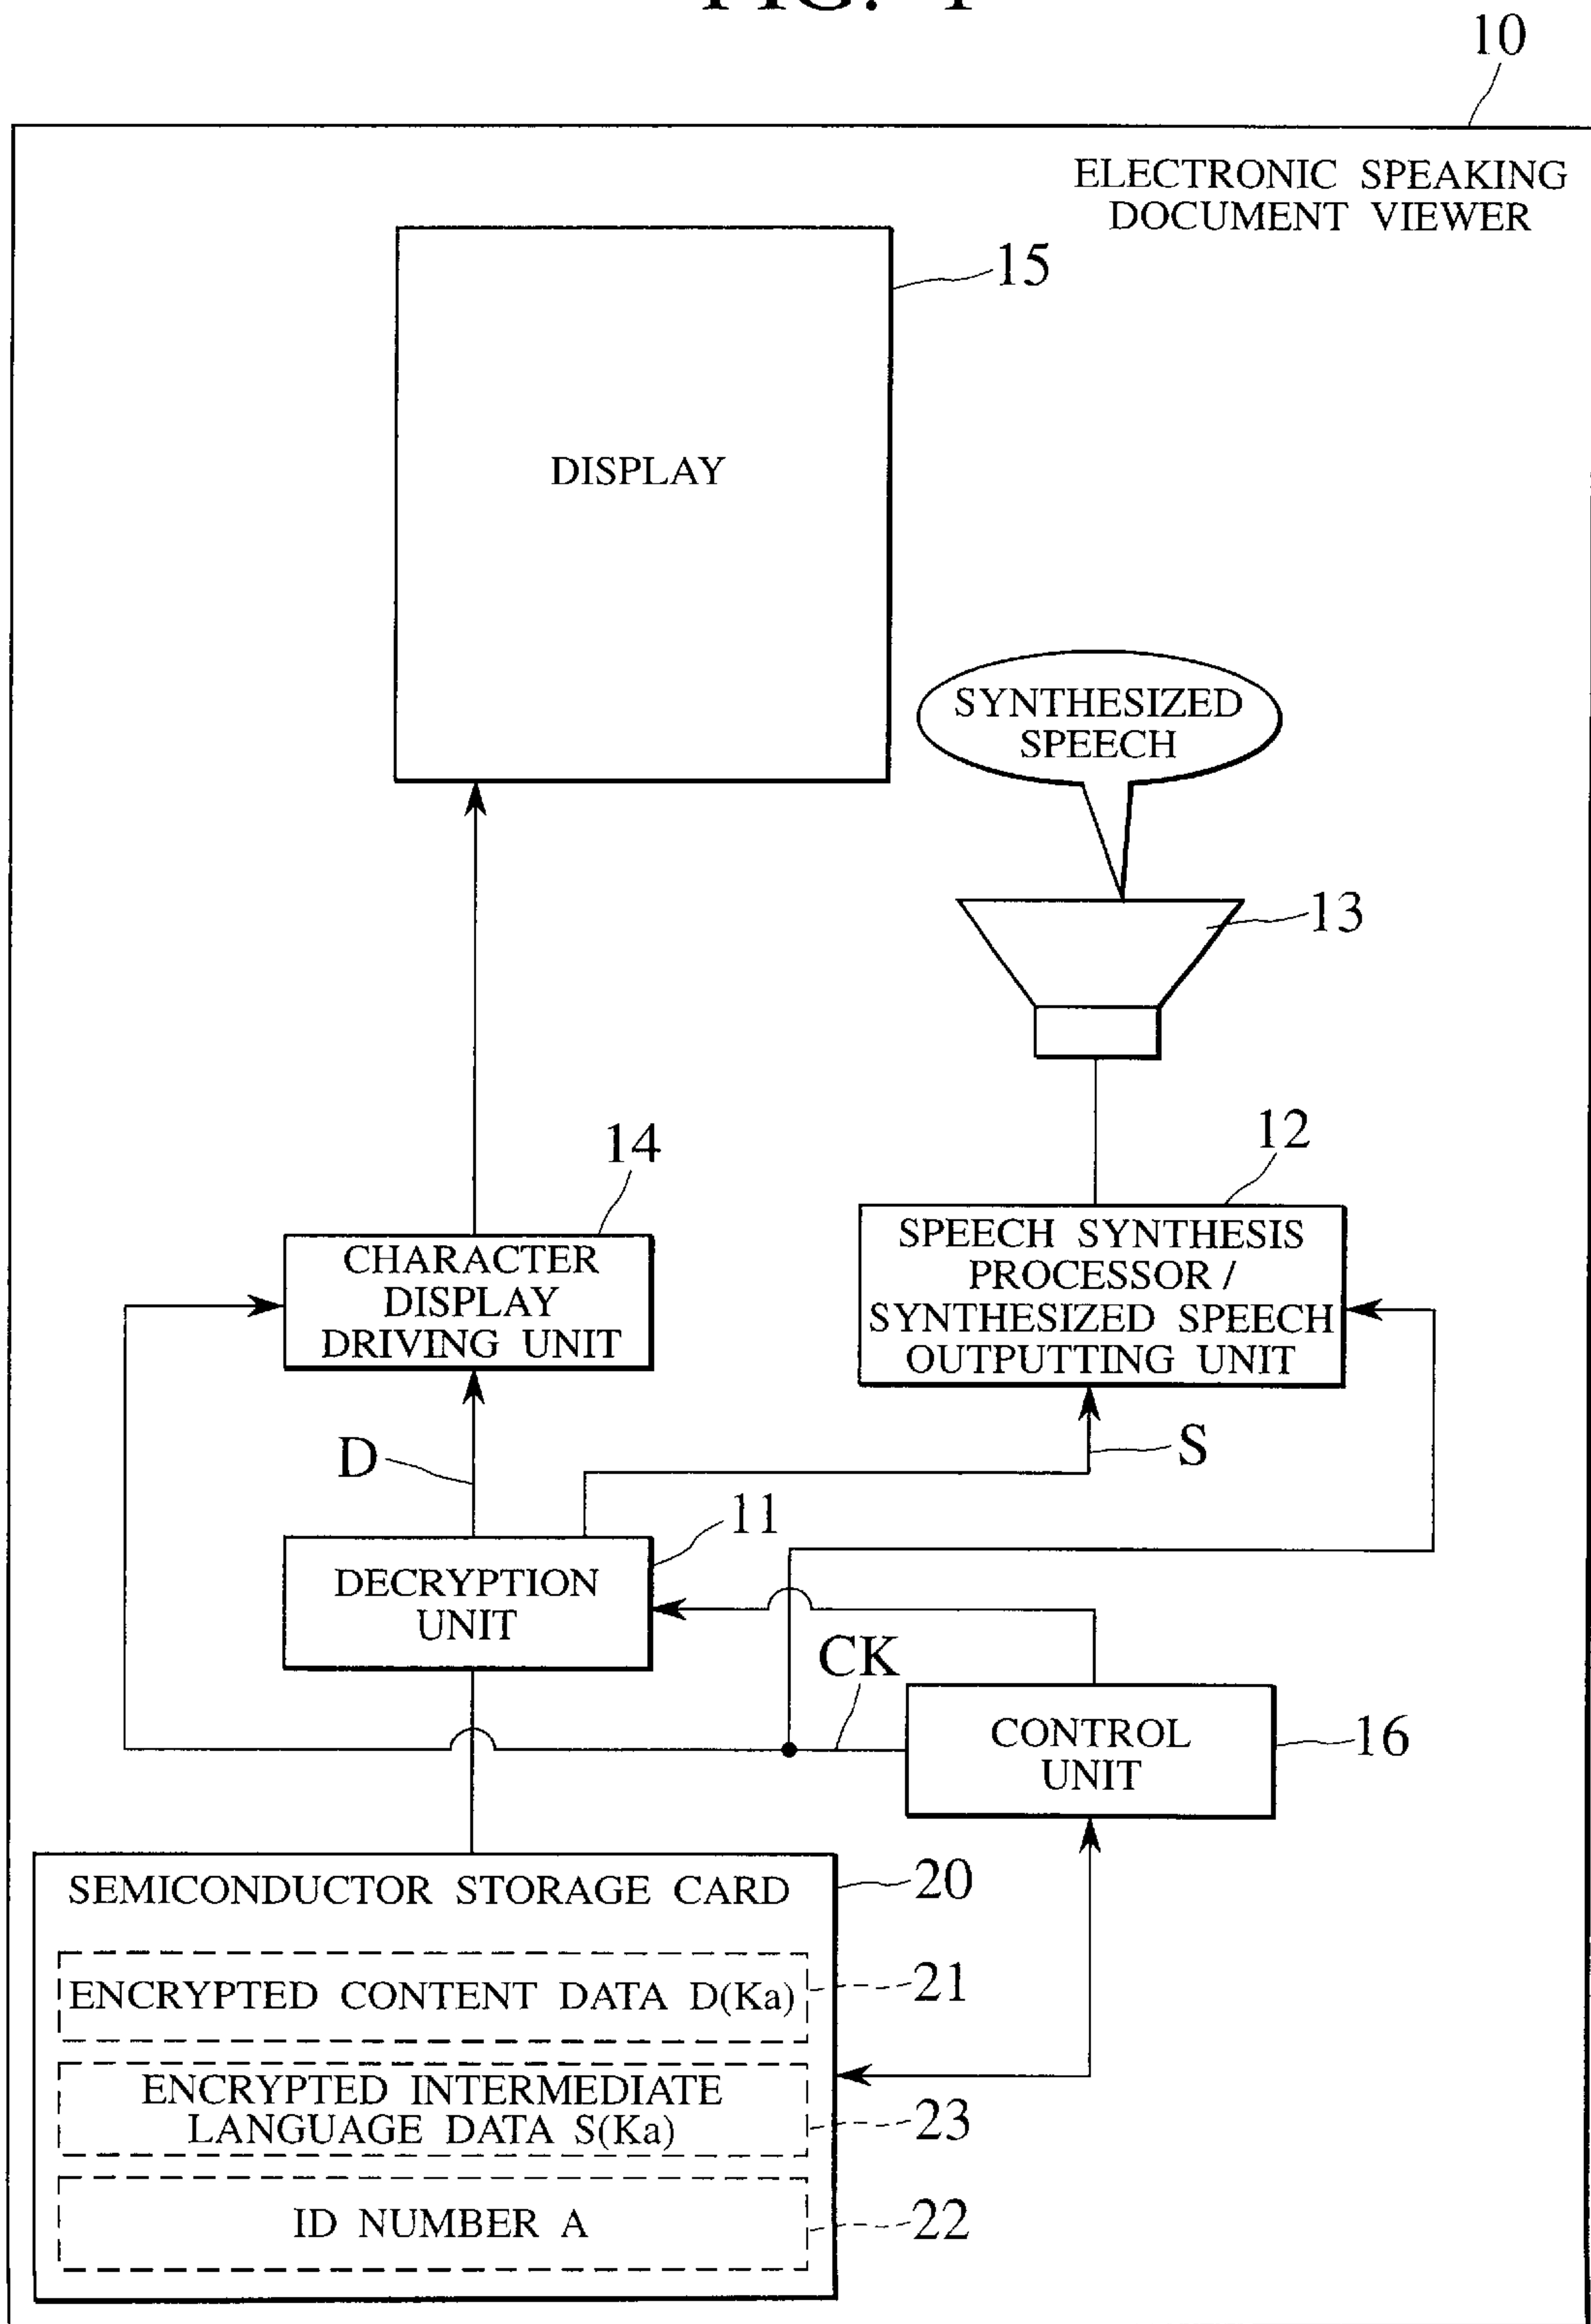 10
ELECTRONIC SPEAKING
DOCUMENT VIEWER
15
DISPLAY
SYNTHESIZED
SPEECH
13
14
12
CHARACTER
DISPLAY
DRIVING UNIT
SPEECH SYNTHESIS
PROCESSOR /
SYNTHESIZED SPEECH
OUTPUTTING UNIT
D
S
11
DECRYPTION
UNIT
CK
CONTROL
UNIT
16
SEMICONDUCTOR STORAGE CARD
20
ENCRYPTED CONTENT DATA D(Ka)
21
ENCRYPTED INTERMEDIATE
LANGUAGE DATA S(Ka)
23
ID NUMBER A
22